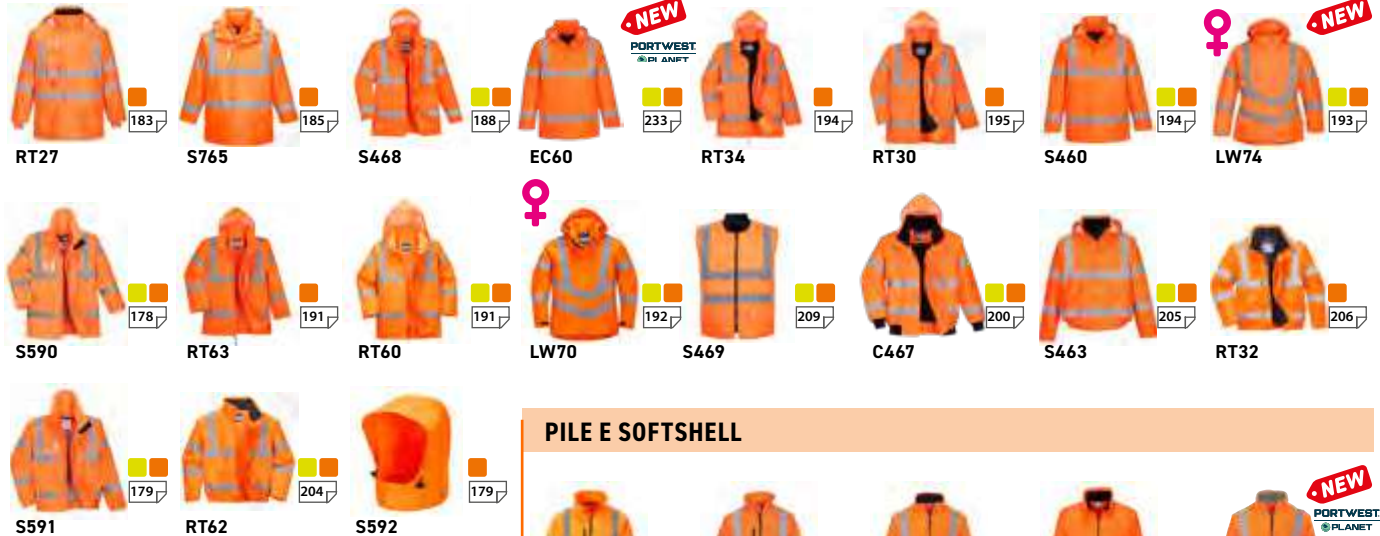 NEW
PORTWEST
PLANET
NEW
183
185
188
233
194
195
194
193
RT27
S765
S468
EC60
RT34
RT30
S460
LW74
178
191
191
192
209
200
205
206
S590
RT63
RT60
LW70
S469
C467
S463
RT32
179
204
179
S591
RT62
S592
PILE E SOFTSHELL
NEW
PORTWEST
PLANET